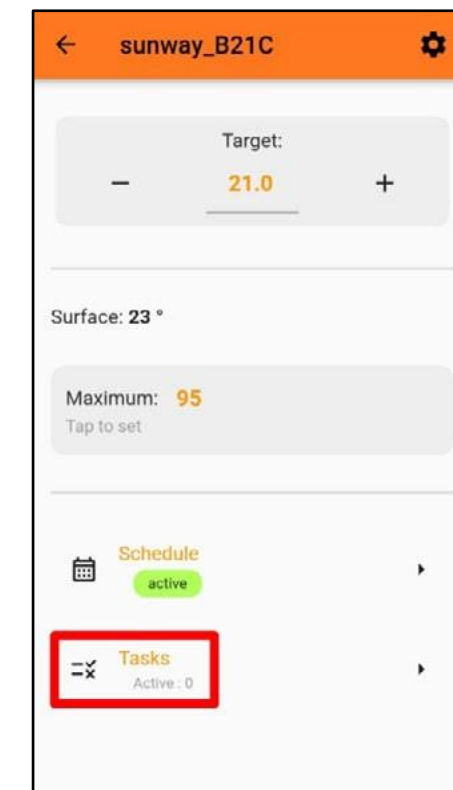 sunway_B21C
Target:
− 21.0 +
Surface: 23 °
Maximum: 95
Tap to set
Schedule
active
Tasks
Active : 0